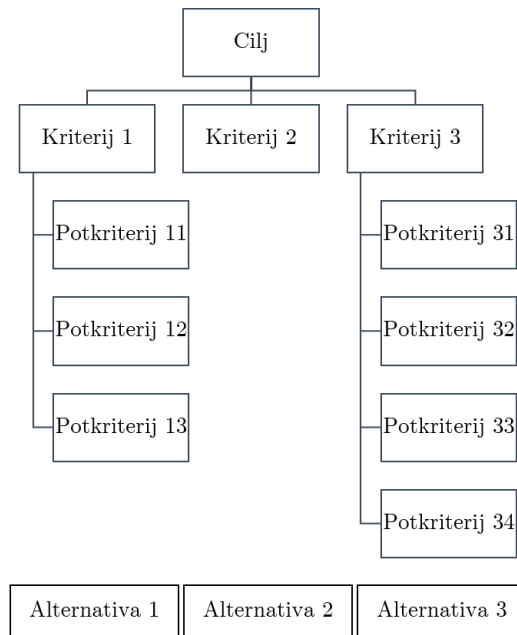 Cilj
Kriterij 1
Kriterij 2
Kriterij 3
Potkriterij 11
Potkriterij 31
Potkriterij 12
Potkriterij 32
Potkriterij 13
Potkriterij 33
Potkriterij 34
Alternativa 1
Alternativa 2
Alternativa 3